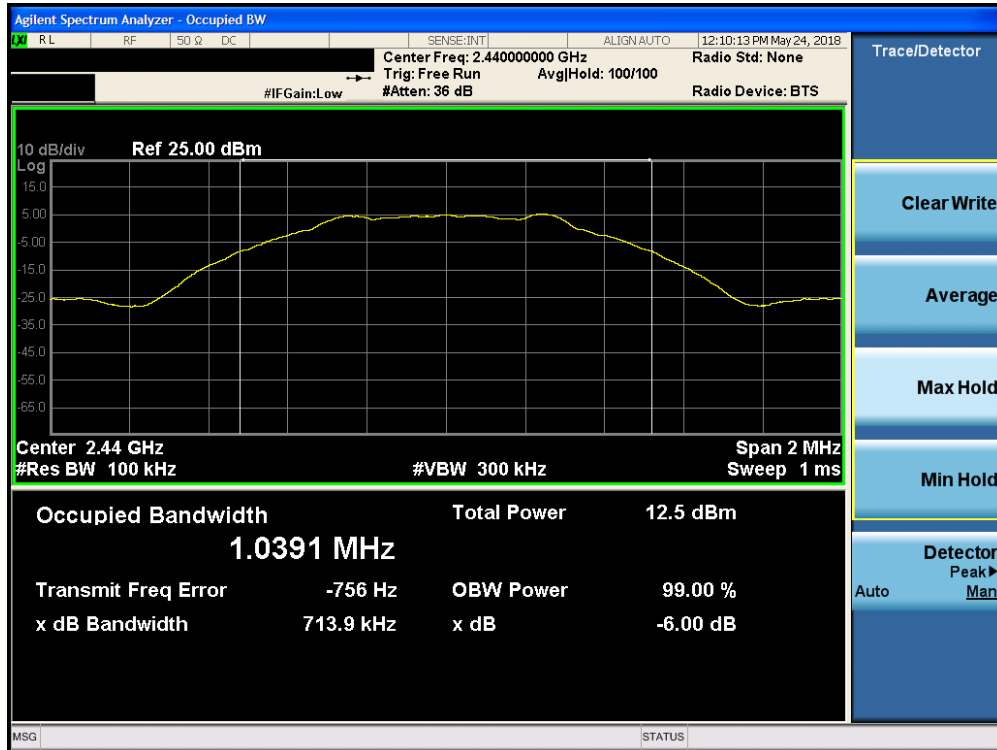 Agilent Spectrum Analyzer - Occupied BW
LXI RL RF 50 Ω DC SENSE:INT ALIGN AUTO 12:10:13 PM May 24, 2018
Center Freq: 2.440000000 GHz Radio Std: None
Trig: Free Run Avg|Hold: 100/100
#IFGain:Low #Atten: 36 dB Radio Device: BTS
10 dB/div Ref 25.00 dBm
Log
15.0
5.00
-5.00
-15.0
-25.0
-35.0
-45.0
-55.0
-65.0
Center 2.44 GHz Span 2 MHz
#Res BW 100 kHz #VBW 300 kHz Sweep 1 ms
Occupied Bandwidth Total Power 12.5 dBm
1.0391 MHz
Transmit Freq Error -756 Hz OBW Power 99.00 %
x dB Bandwidth 713.9 kHz x dB -6.00 dB
Trace/Detector
Clear Write
Average
Max Hold
Min Hold
Detector
Peak▶
Auto Man
MSG STATUS